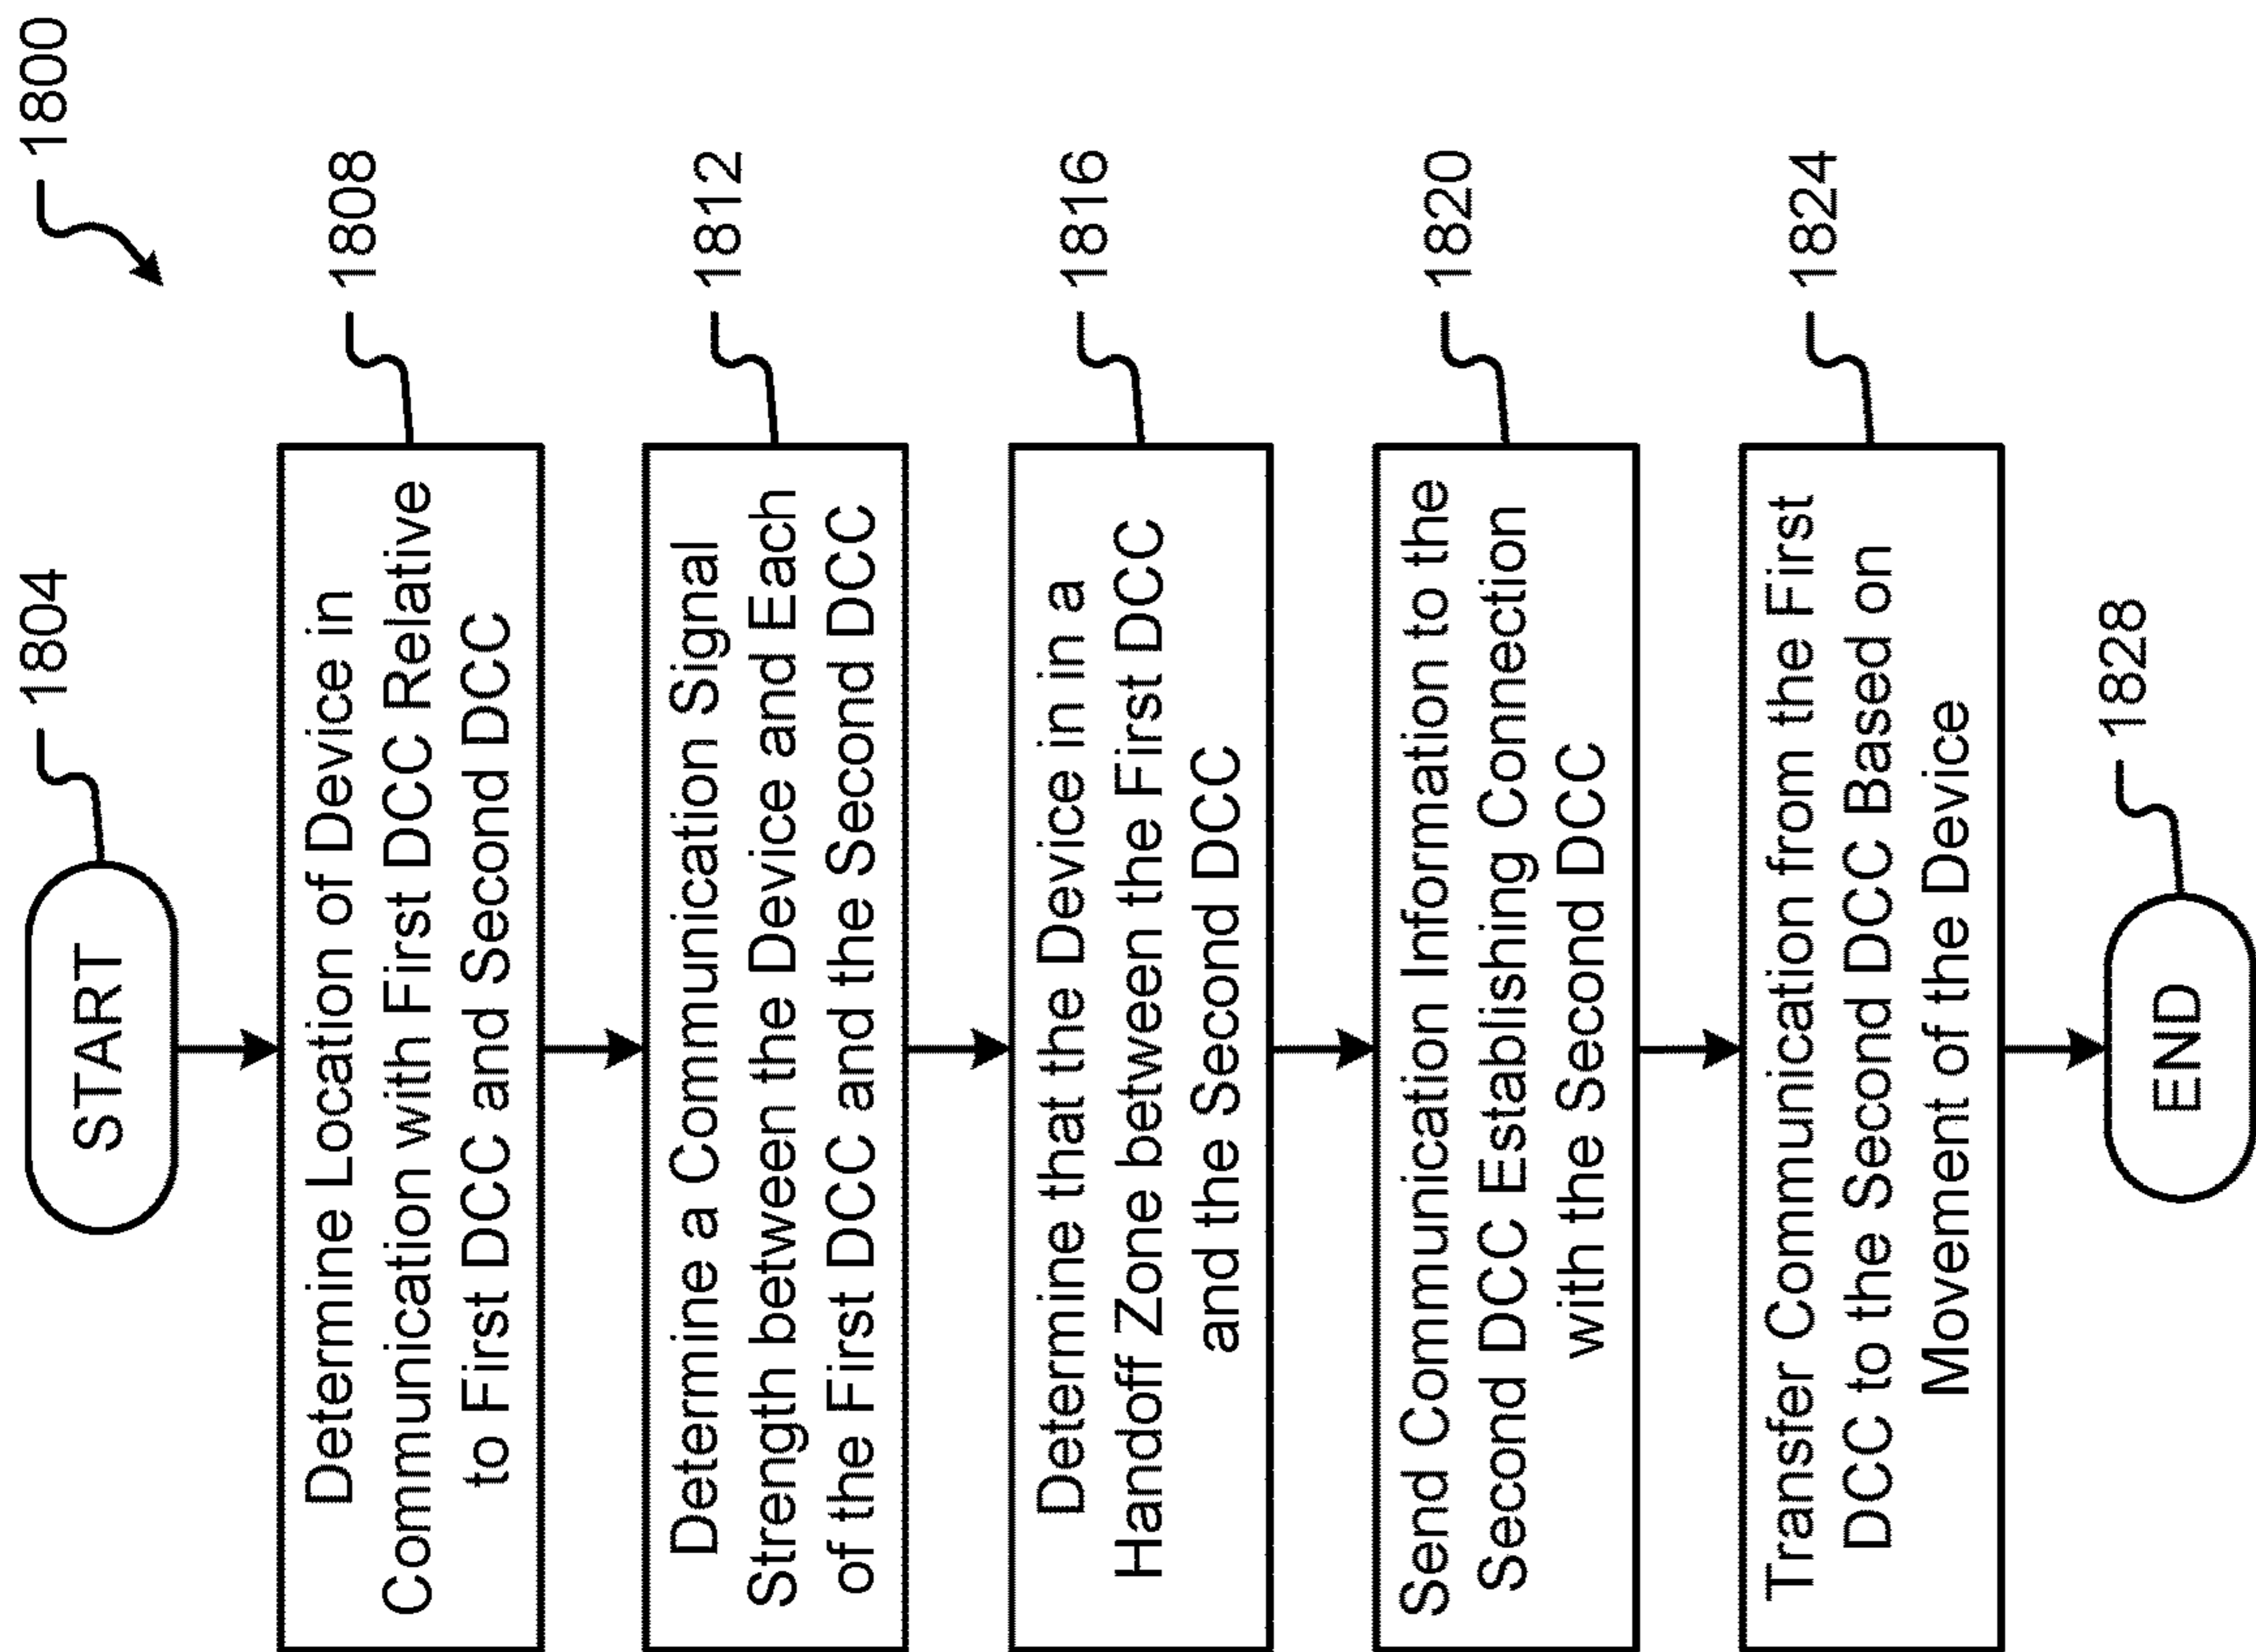 1800
START
1804
Determine Location of Device in
Communication with First DCC Relative
to First DCC and Second DCC
1808
Determine a Communication Signal
Strength between the Device and Each
of the First DCC and the Second DCC
1812
Determine that the Device in in a
Handoff Zone between the First DCC
and the Second DCC
1816
Send Communication Information to the
Second DCC Establishing Connection
with the Second DCC
1820
Transfer Communication from the First
DCC to the Second DCC Based on
Movement of the Device
1824
END
1828